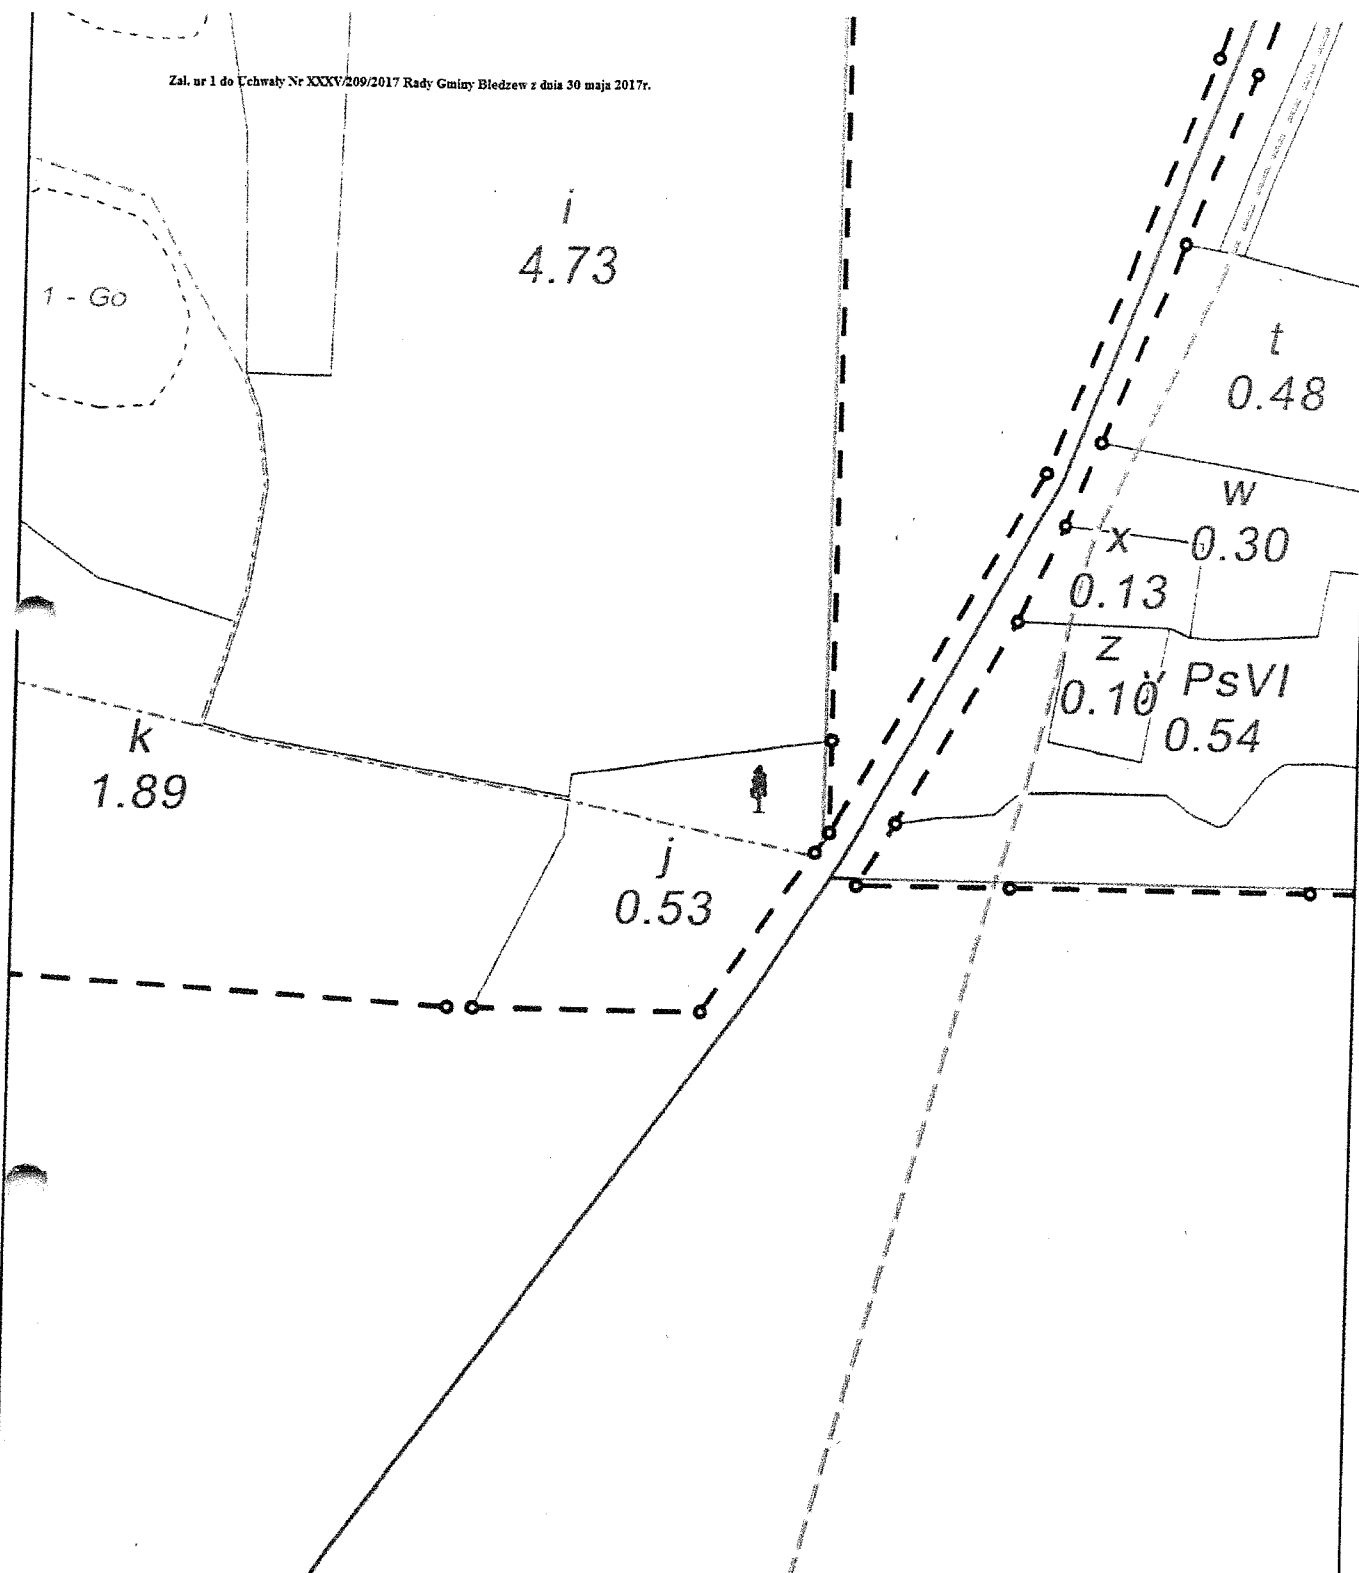 Zał. nr 1 do Uchwały Nr XXXV/209/2017 Rady Gminy Bledzew z dnia 30 maja 2017r.
i
4.73
1 - Go
t
0.48
w
0.30
x
0.13
z
0.10
PsVI
0.54
k
1.89
j
0.53